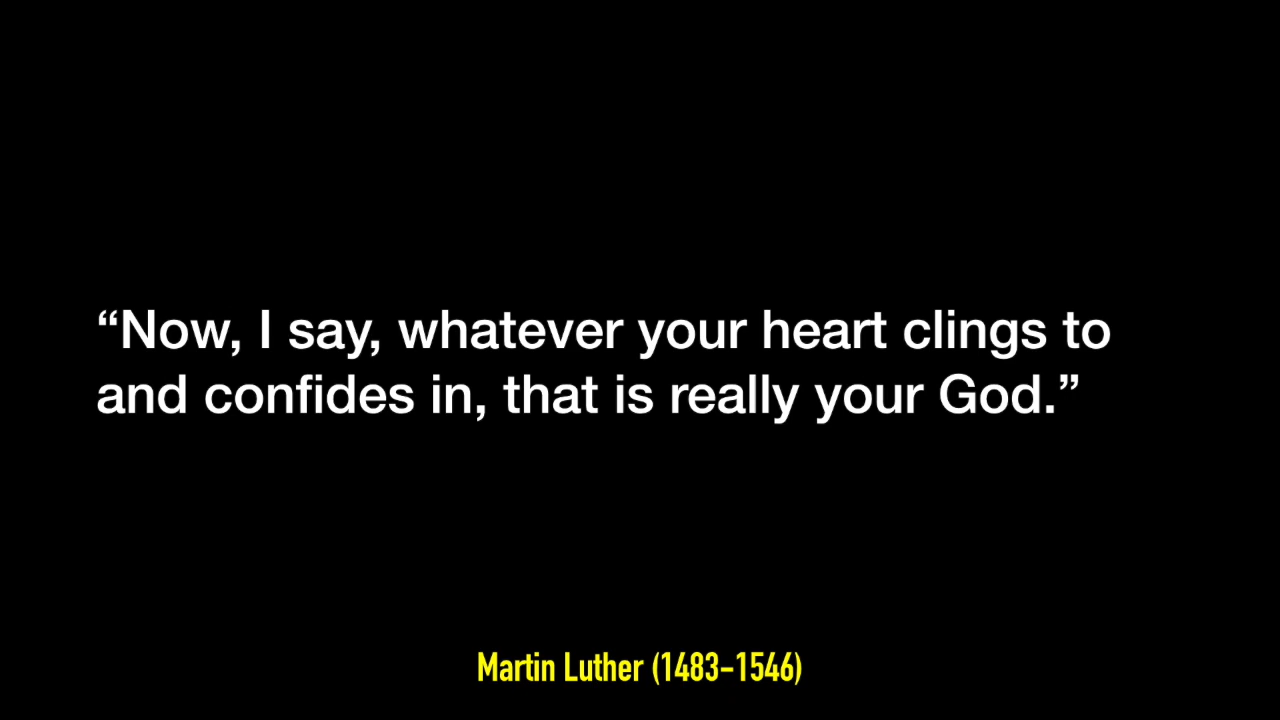 “Now, I say, whatever your heart clings to
and confides in, that is really your God.”
Martin Luther (1483-1546)